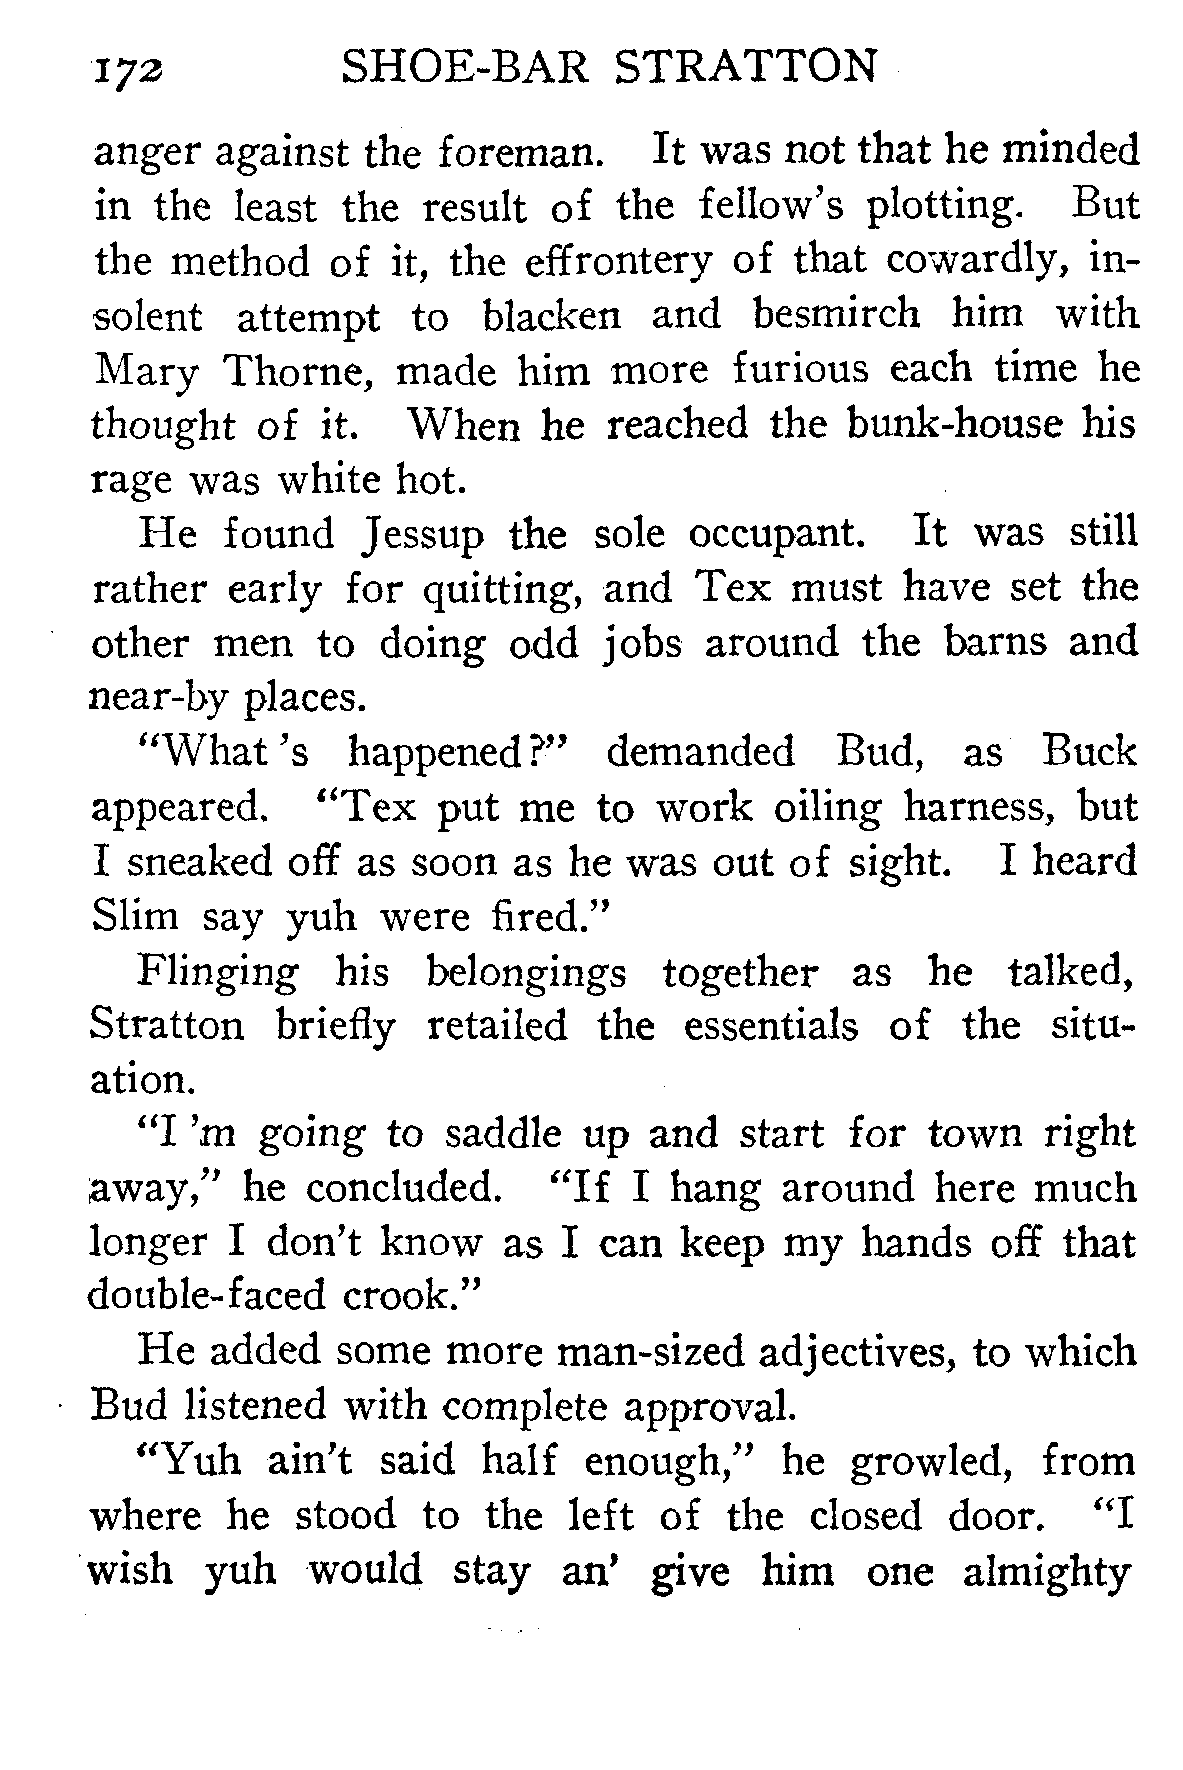 172 SHOE-BAR STRATTON
anger against the foreman. It was not that he minded
in the least the result of the fellow's plotting. But
the method of it, the effrontery of that cowardly, in-
solent attempt to blacken and besmirch him with
Mary Thorne, made him more furious each time he
thought of it. When he reached the bunk-house his
rage was white hot.
He found Jessup the sole occupant. It was still
rather early for quitting, and Tex must have set the
other men to doing odd jobs around the barns and
near-by places.
“What 's happened?” demanded Bud, as Buck
appeared. “Tex put me to work oiling harness, but
I sneaked off as soon as he was out of sight. I heard
Slim say yuh were fired.”
Flinging his belongings together as he talked,
Stratton briefly retailed the essentials of the situ-
ation.
“I 'm going to saddle up and start for town right
away,” he concluded. “If I hang around here much
longer I don't know as I can keep my hands off that
double-faced crook.”
He added some more man-sized adjectives, to which
Bud listened with complete approval.
“Yuh ain't said half enough,” he growled, from
where he stood to the left of the closed door. “I
wish yuh would stay an' give him one almighty